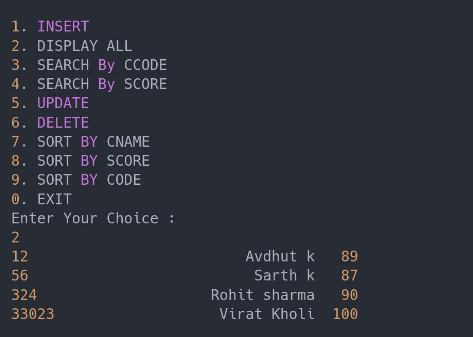 1. INSERT
2. DISPLAY ALL
3. SEARCH By CCODE
4. SEARCH By SCORE
5. UPDATE
6. DELETE
7. SORT BY CNAME
8. SORT BY SCORE
9. SORT BY CODE
0. EXIT
Enter Your Choice :
2
12 Avdhut k 89
56 Sarth k 87
324 Rohit sharma 90
33023 Virat Kholi 100